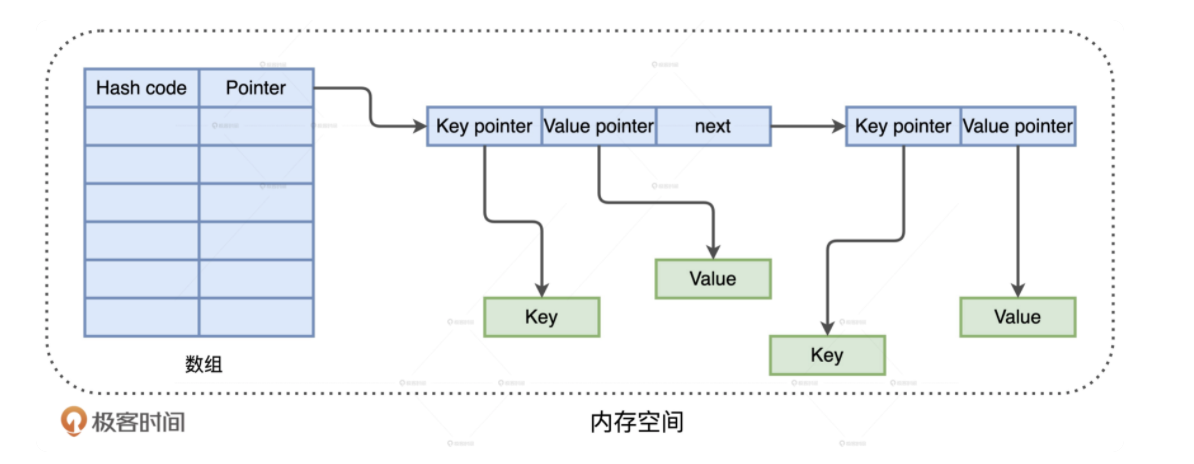 Hash code
Pointer
Key pointer
Value pointer
next
Key pointer
Value pointer
Value
Key
Value
Key
数组
极客时间
内存空间